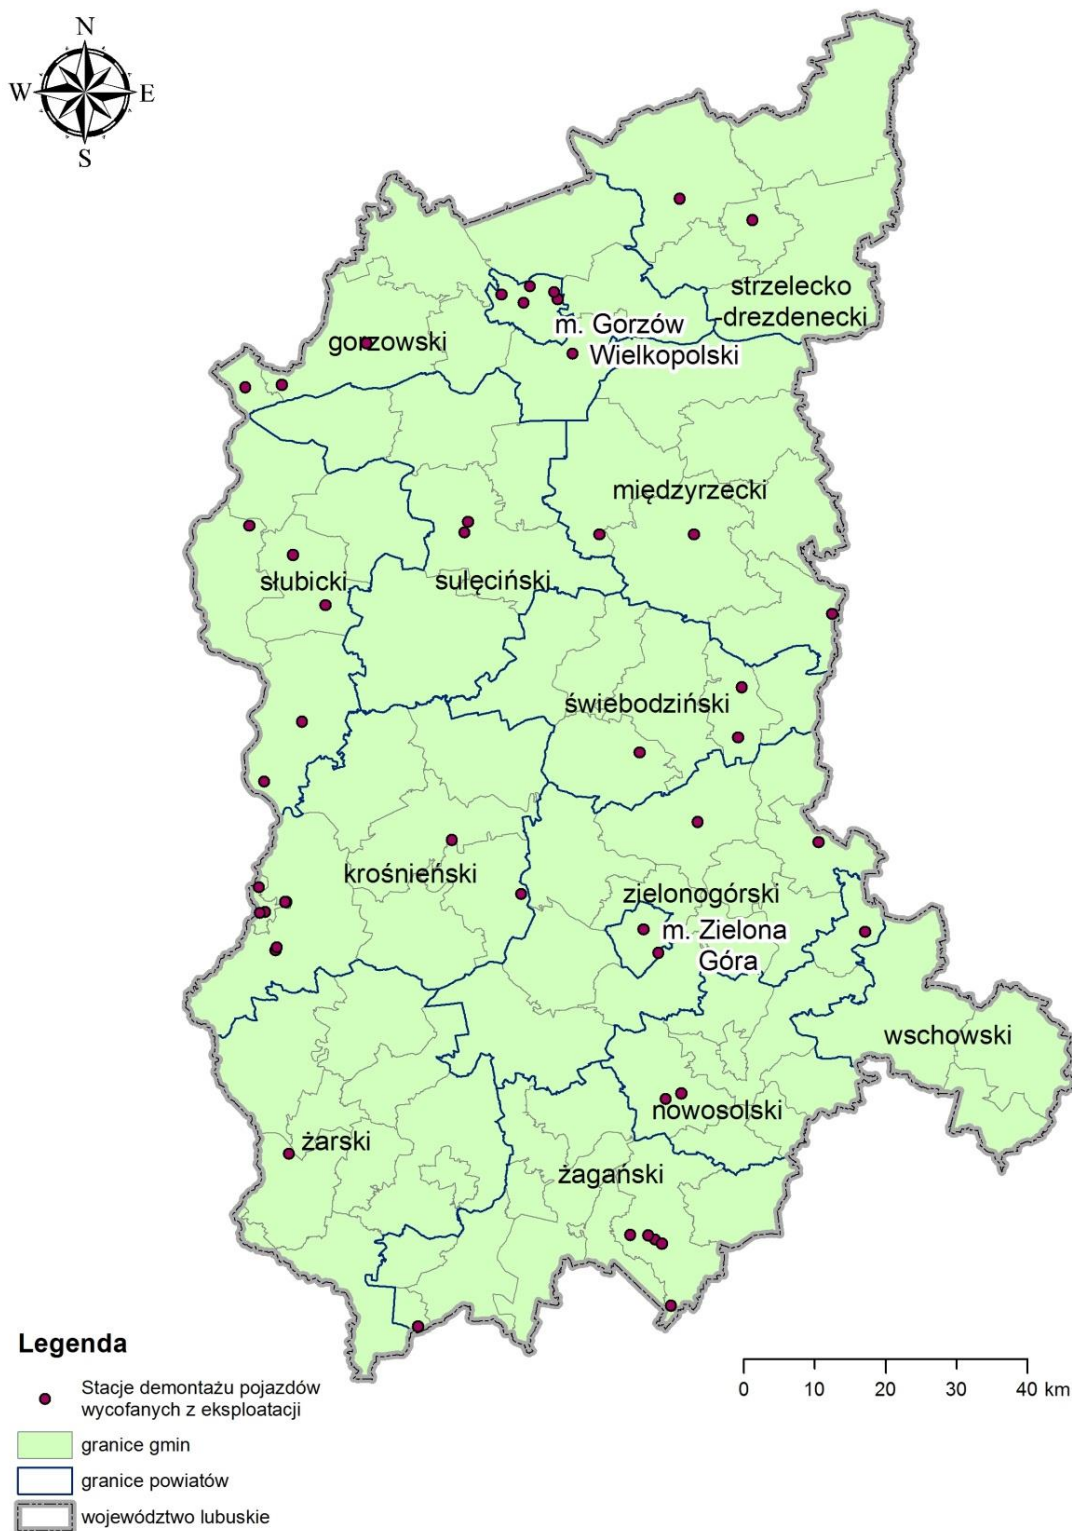 N
W E
S
strzelecko
-drezdenecki
m. Gorzów
Wielkopolski
gorzowski
międzyrzecki
słubicki
sulęciński
świebodziński
krośnieński
zielonogórski
m. Zielona
Góra
wschowski
nowosolski
żarski
żagański
Legenda
Stacje demontażu pojazdów
wycofanych z eksploatacji
granice gmin
granice powiatów
województwo lubuskie
0 10 20 30 40 km